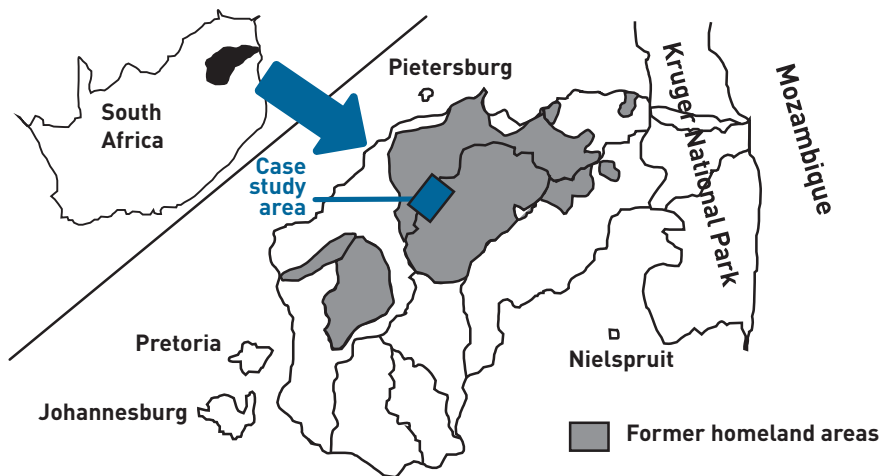 South
Africa
Pietersburg
Case
study
area
Kruger National Park
Mozambique
Pretoria
Johannesburg
Nielspruit
Former homeland areas